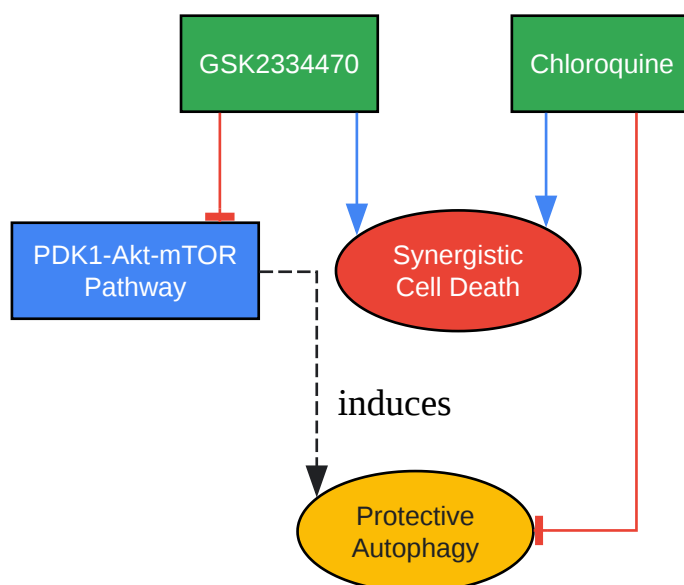 GSK2334470
Chloroquine
PDK1-Akt-mTOR
Pathway
Synergistic
Cell Death
induces
Protective
Autophagy